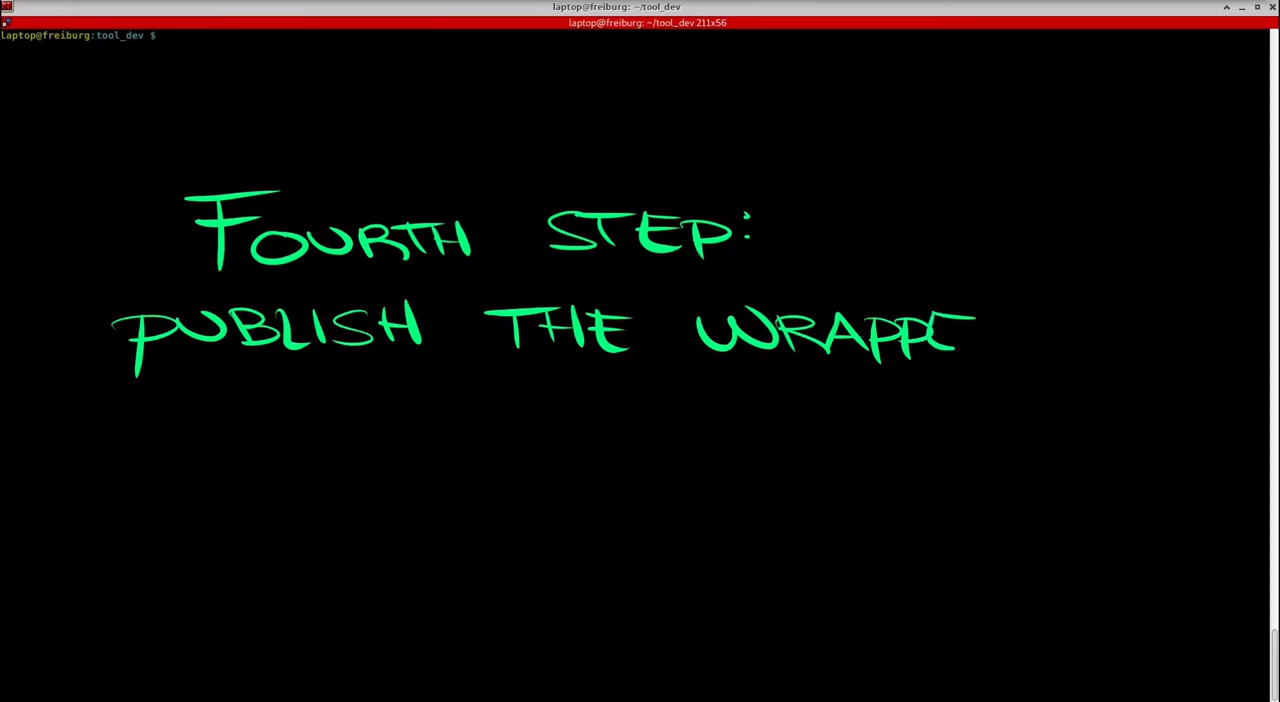 laptop@freiburg: ~/tool_dev
laptop@freiburg: ~/tool_dev 211x56
laptop@freiburg:tool_dev $
FOURTH STEP:
PUBLISH THE WRAPPE